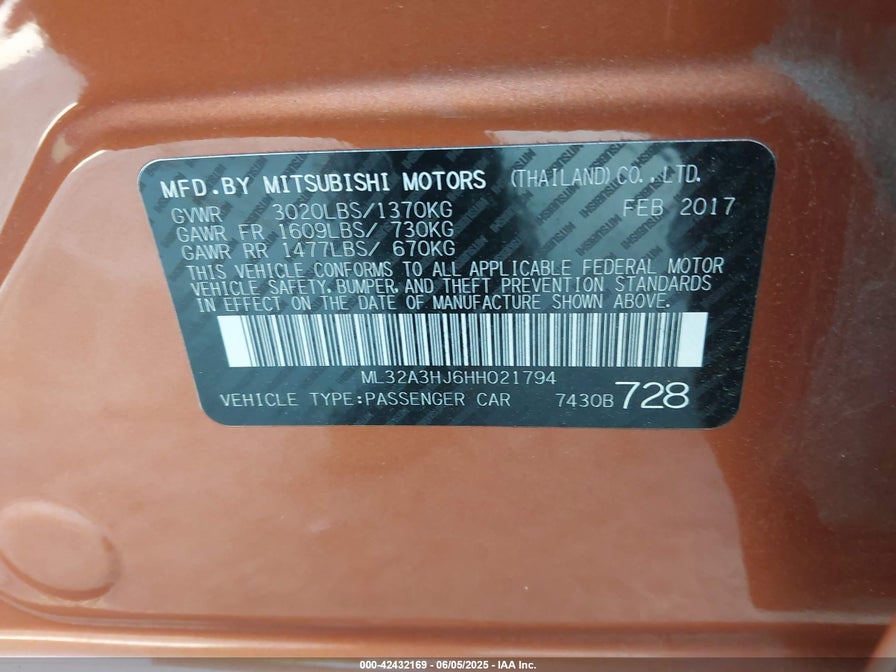 MFD.BY MITSUBISHI MOTORS (THAILAND)CO.,LTD.
GVWR 3020LBS/1370KG FEB 2017
GAWR FR 1609LBS/ 730KG
GAWR RR 1477LBS/ 670KG
THIS VEHICLE CONFORMS TO ALL APPLICABLE FEDERAL MOTOR
VEHICLE SAFETY, BUMPER, AND THEFT PREVENTION STANDARDS
IN EFFECT ON THE DATE OF MANUFACTURE SHOWN ABOVE.
ML32A3HJ6HH021794
VEHICLE TYPE:PASSENGER CAR 7430B 728
000-42432169 - 06/05/2025 - IAA Inc.